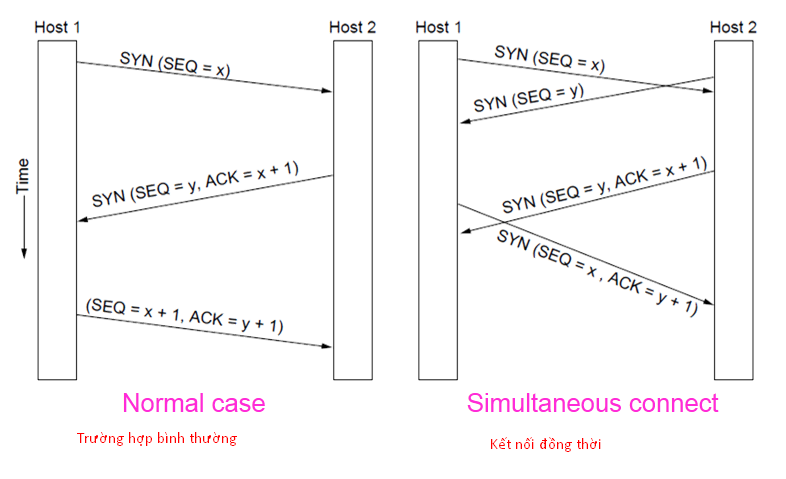 Host 1
Host 2
SYN (SEQ = x)
SYN (SEQ = y, ACK = x + 1)
(SEQ = x + 1, ACK = y + 1)
Time
Normal case
Trường hợp bình thường
Host 1
Host 2
SYN (SEQ = x)
SYN (SEQ = y)
SYN (SEQ = y, ACK = x + 1)
SYN (SEQ = x , ACK = y + 1)
Simultaneous connect
Kết nối đồng thời